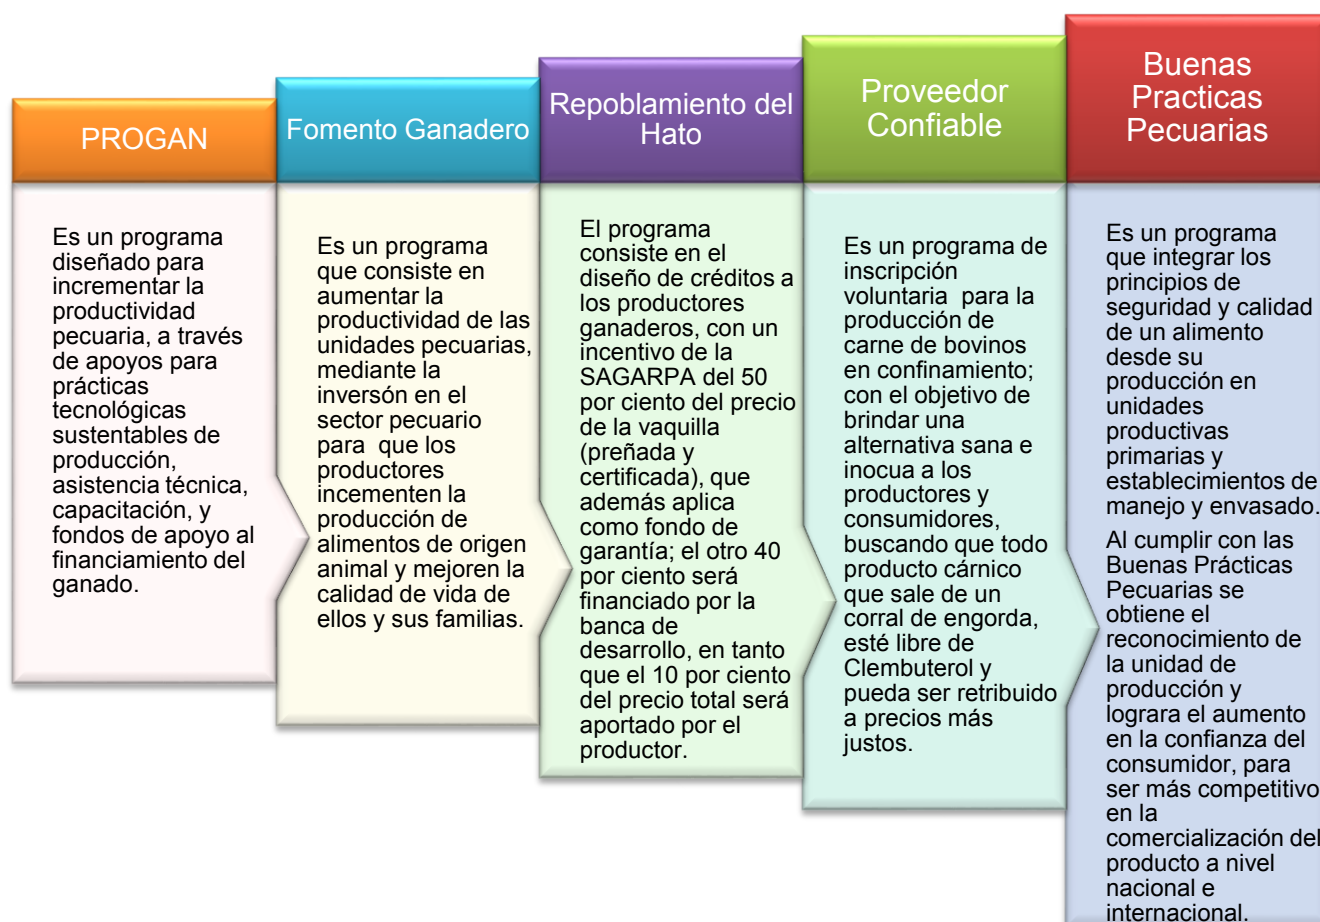 PROGAN
Es un programa
diseñado para
incrementar la
productividad
pecuaria, a través
de apoyos para
prácticas
tecnológicas
sustentables de
producción,
asistencia técnica,
capacitación, y
fondos de apoyo al
financiamiento del
ganado.
Fomento Ganadero
Es un programa
que consiste en
aumentar la
productividad de las
unidades pecuarias,
mediante la
inversón en el
sector pecuario
para que los
productores
incementen la
producción de
alimentos de origen
animal y mejoren la
calidad de vida de
ellos y sus familias.
Repoblamiento del
Hato
El programa
consiste en el
diseño de créditos a
los productores
ganaderos, con un
incentivo de la
SAGARPA del 50
por ciento del precio
de la vaquilla
(preñada y
certificada), que
además aplica
como fondo de
garantía; el otro 40
por ciento será
financiado por la
banca de
desarrollo, en tanto
que el 10 por ciento
del precio total será
aportado por el
productor.
Proveedor
Confiable
Es un programa de
inscripción
voluntaria para la
producción de
carne de bovinos
en confinamiento;
con el objetivo de
brindar una
alternativa sana e
inocua a los
productores y
consumidores,
buscando que todo
producto cárnico
que sale de un
corral de engorda,
esté libre de
Clembuterol y
pueda ser retribuido
a precios más
justos.
Buenas
Practicas
Pecuarias
Es un programa
que integrar los
principios de
seguridad y calidad
de un alimento
desde su
producción en
unidades
productivas
primarias y
establecimientos de
manejo y envasado.
Al cumplir con las
Buenas Prácticas
Pecuarias se
obtiene el
reconocimiento de
la unidad de
producción y
lograra el aumento
en la confianza del
consumidor, para
ser más competitivo
en la
comercialización del
producto a nivel
nacional e
internacional.